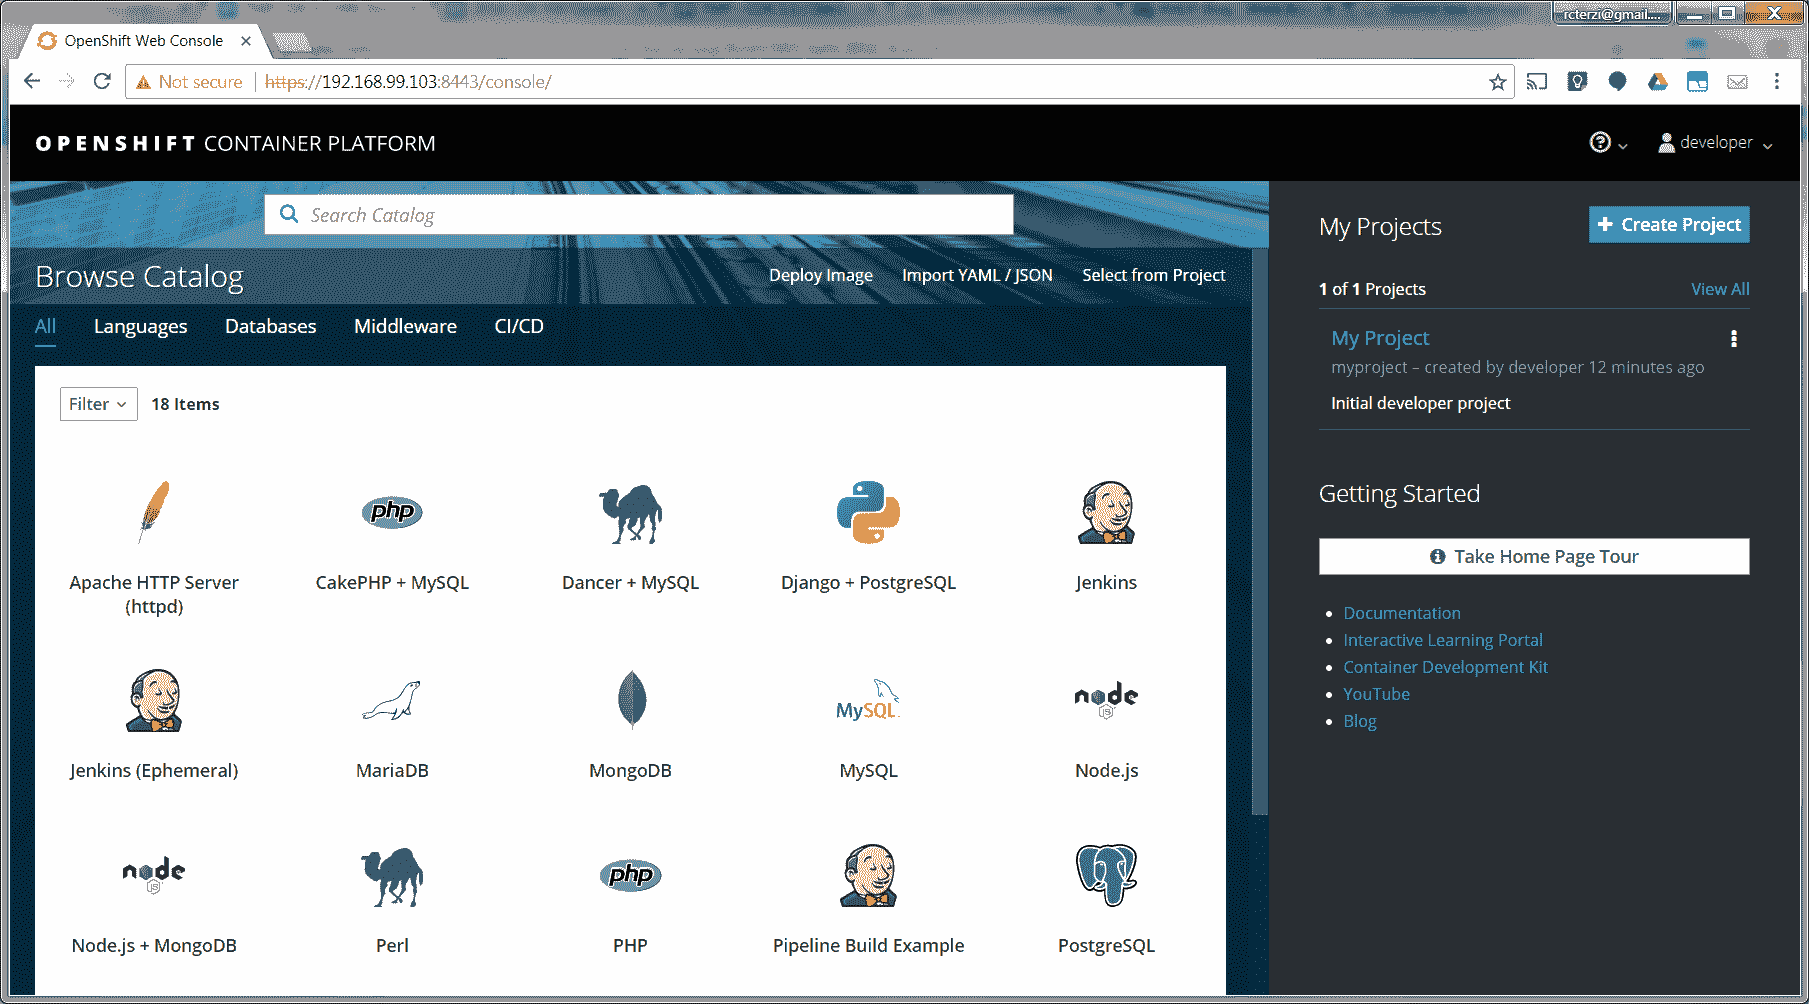 rcterzi@gmail....
OpenShift Web Console
Not secure https://192.168.99.103:8443/console/
OPENSHIFT CONTAINER PLATFORM
developer
Search Catalog
Browse Catalog
Deploy Image
Import YAML / JSON
Select from Project
All
Languages
Databases
Middleware
CI/CD
Filter
18 Items
Apache HTTP Server
(httpd)
php
CakePHP + MySQL
Dancer + MySQL
Django + PostgreSQL
Jenkins
Jenkins (Ephemeral)
MariaDB
MongoDB
MySQL
MySQL
node
JS
Node.js
node
JS
Node.js + MongoDB
Perl
php
PHP
Pipeline Build Example
PostgreSQL
My Projects
Create Project
1 of 1 Projects
View All
My Project
myproject – created by developer 12 minutes ago
Initial developer project
Getting Started
Take Home Page Tour
Documentation
Interactive Learning Portal
Container Development Kit
YouTube
Blog